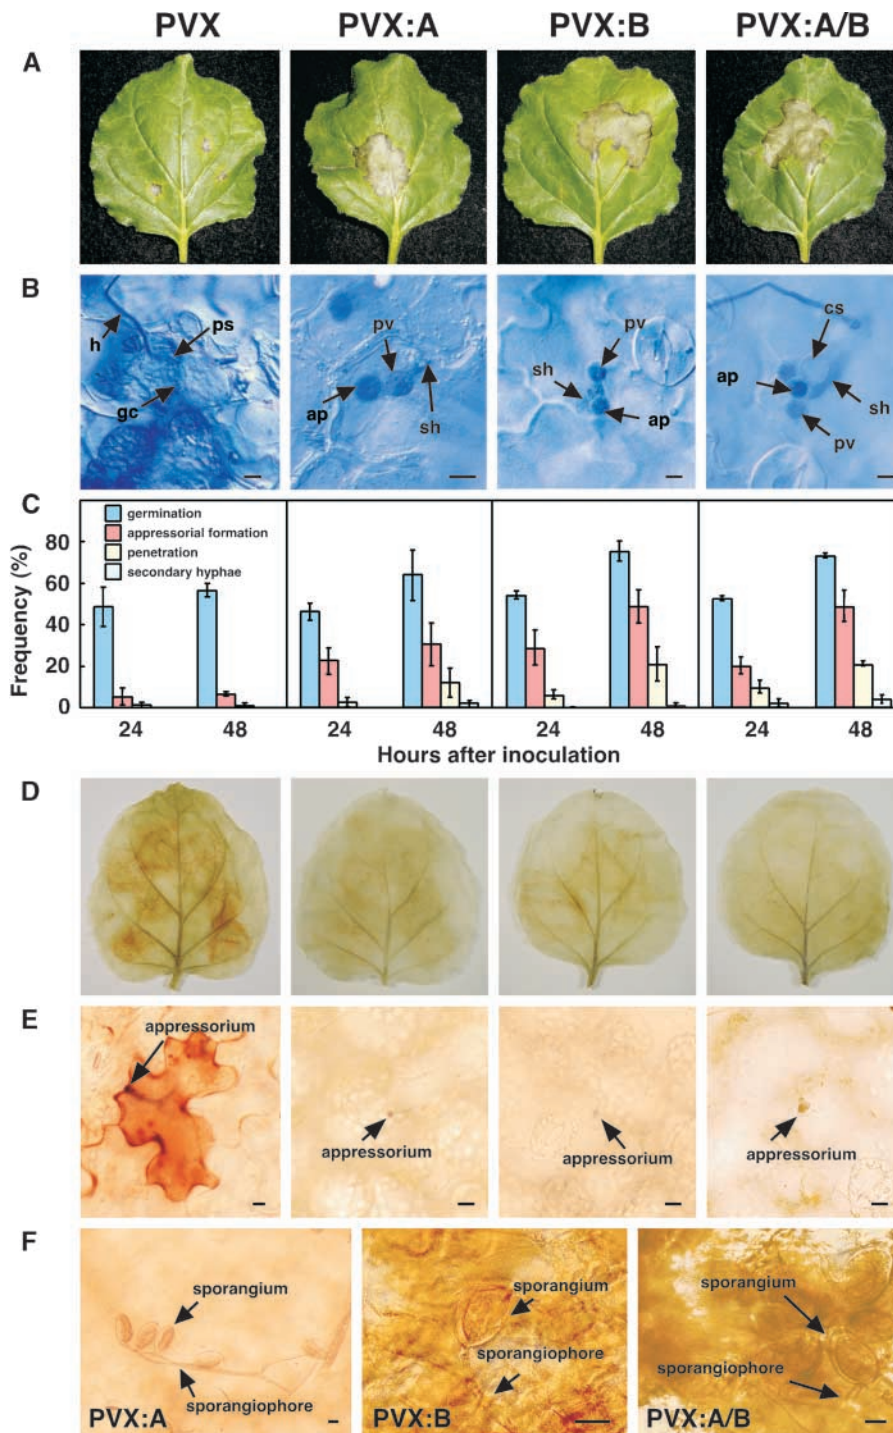 PVX PVX:A PVX:B PVX:A/B
A
B
h ps gc
pv ap sh
pv sh ap
cs ap sh pv
C
germination
appressorial formation
penetration
secondary hyphae
Frequency (%)
80
60
40
20
0
24 48 24 48 24 48 24 48
Hours after inoculation
D
E
appressorium
appressorium
appressorium
appressorium
F
sporangium
sporangiophore
PVX:A
sporangium
sporangiophore
PVX:B
sporangium
sporangiophore
PVX:A/B